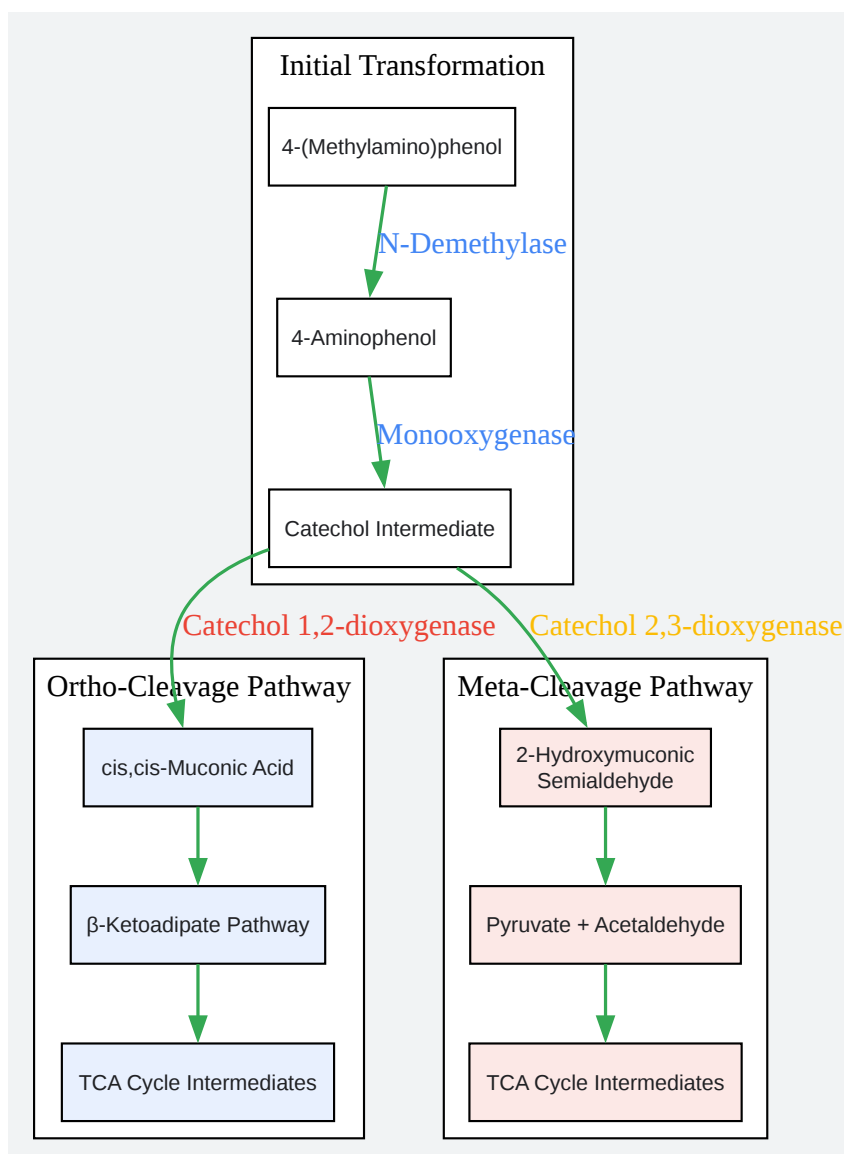 Initial Transformation
4-(Methylamino)phenol
N-Demethylase
4-Aminophenol
Monooxygenase
Catechol Intermediate
Catechol 1,2-dioxygenase
Catechol 2,3-dioxygenase
Ortho-Cleavage Pathway
cis,cis-Muconic Acid
β-Ketoadipate Pathway
TCA Cycle Intermediates
Meta-Cleavage Pathway
2-Hydroxymuconic
Semialdehyde
Pyruvate + Acetaldehyde
TCA Cycle Intermediates